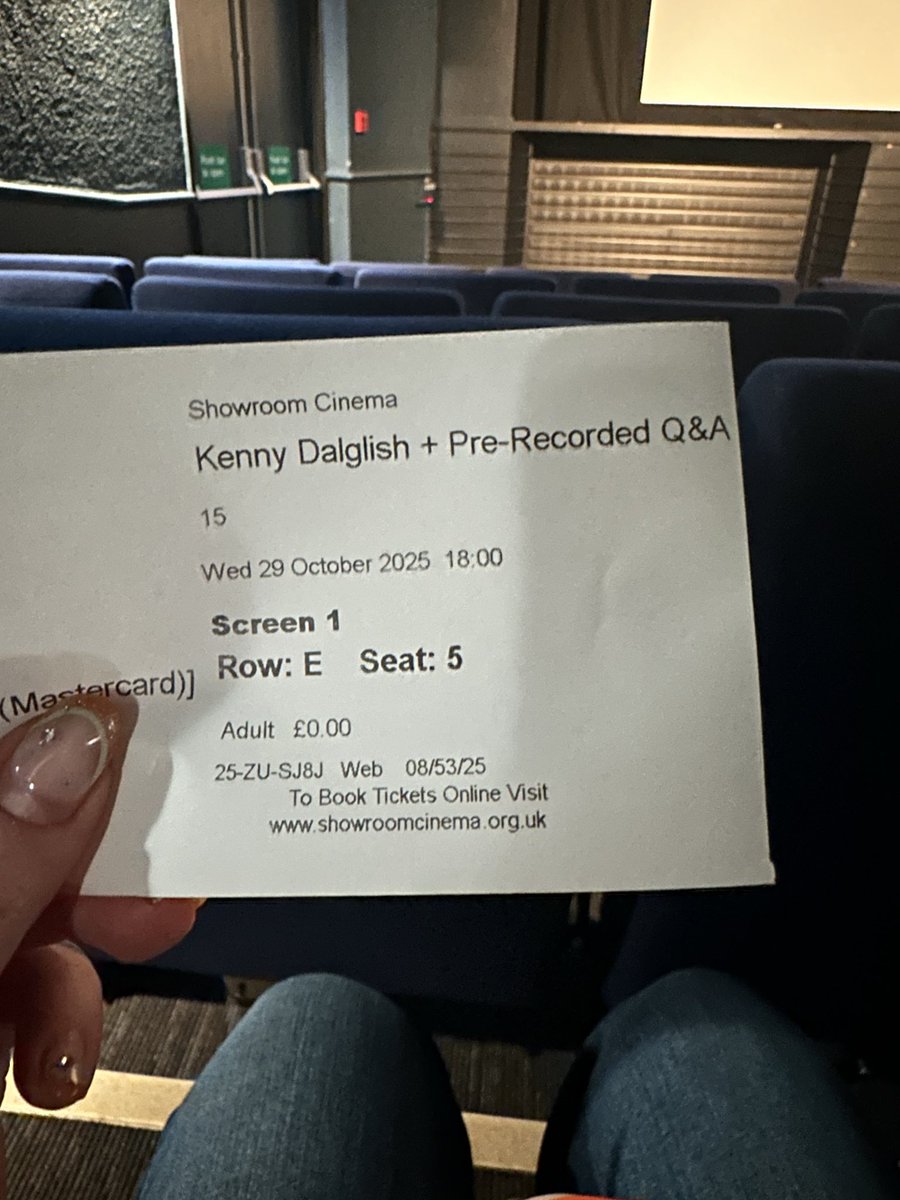 Showroom Cinema
Kenny Dalglish + Pre-Recorded Q&A
15
Wed 29 October 2025 18:00
Screen 1
Row: E Seat: 5
(Mastercard)]
Adult £0.00
25-ZU-SJ8J Web 08/53/25
To Book Tickets Online Visit
www.showroomcinema.org.uk